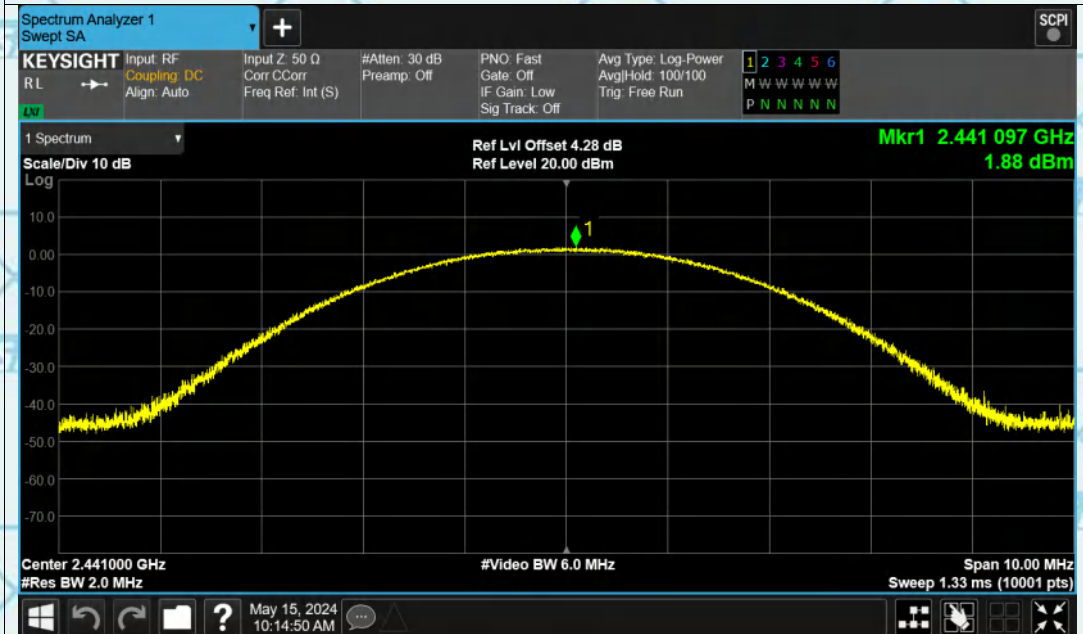 Spectrum Analyzer 1
Swept SA
+
SCPI
KEYSIGHT
RL
LXI
Input: RF
Coupling: DC
Align: Auto
Input Z: 50 Ω
Corr CCorr
Freq Ref: Int (S)
#Atten: 30 dB
Preamp: Off
PNO: Fast
Gate: Off
IF Gain: Low
Sig Track: Off
Avg Type: Log-Power
Avg|Hold: 100/100
Trig: Free Run
1 2 3 4 5 6
M W W W W W
P N N N N N
1 Spectrum
Scale/Div 10 dB
Log
Ref Lvl Offset 4.28 dB
Ref Level 20.00 dBm
Mkr1 2.441 097 GHz
1.88 dBm
1
10.0
0.00
-10.0
-20.0
-30.0
-40.0
-50.0
-60.0
-70.0
Center 2.441000 GHz
#Res BW 2.0 MHz
#Video BW 6.0 MHz
Span 10.00 MHz
Sweep 1.33 ms (10001 pts)
?
May 15, 2024
10:14:50 AM